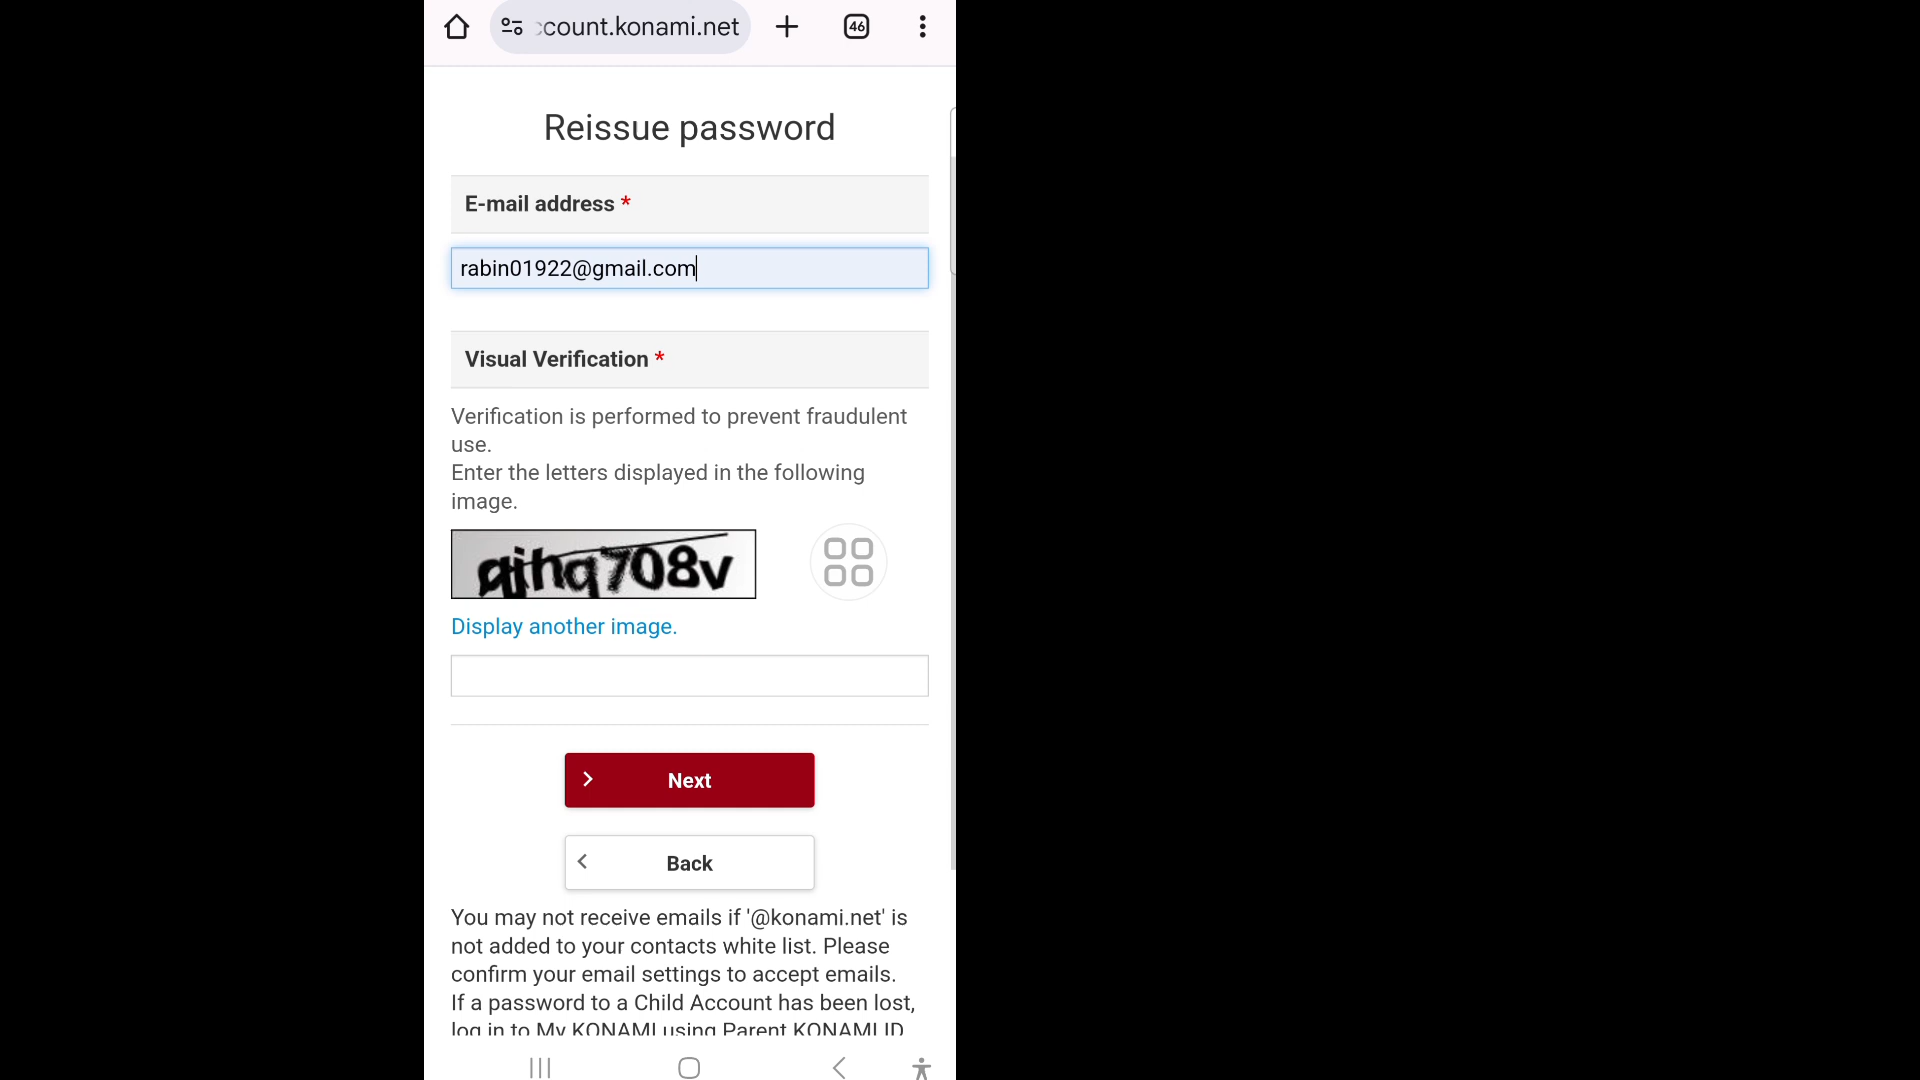 count.konami.net
46
Reissue password
E-mail address *
rabin01922@gmail.com
Visual Verification *
Verification is performed to prevent fraudulent
use.
Enter the letters displayed in the following
image.
Display another image.
Next
Back
You may not receive emails if '@konami.net' is
not added to your contacts white list. Please
confirm your email settings to accept emails.
If a password to a Child Account has been lost,
log in to My KONAMI using Parent KONAMI ID